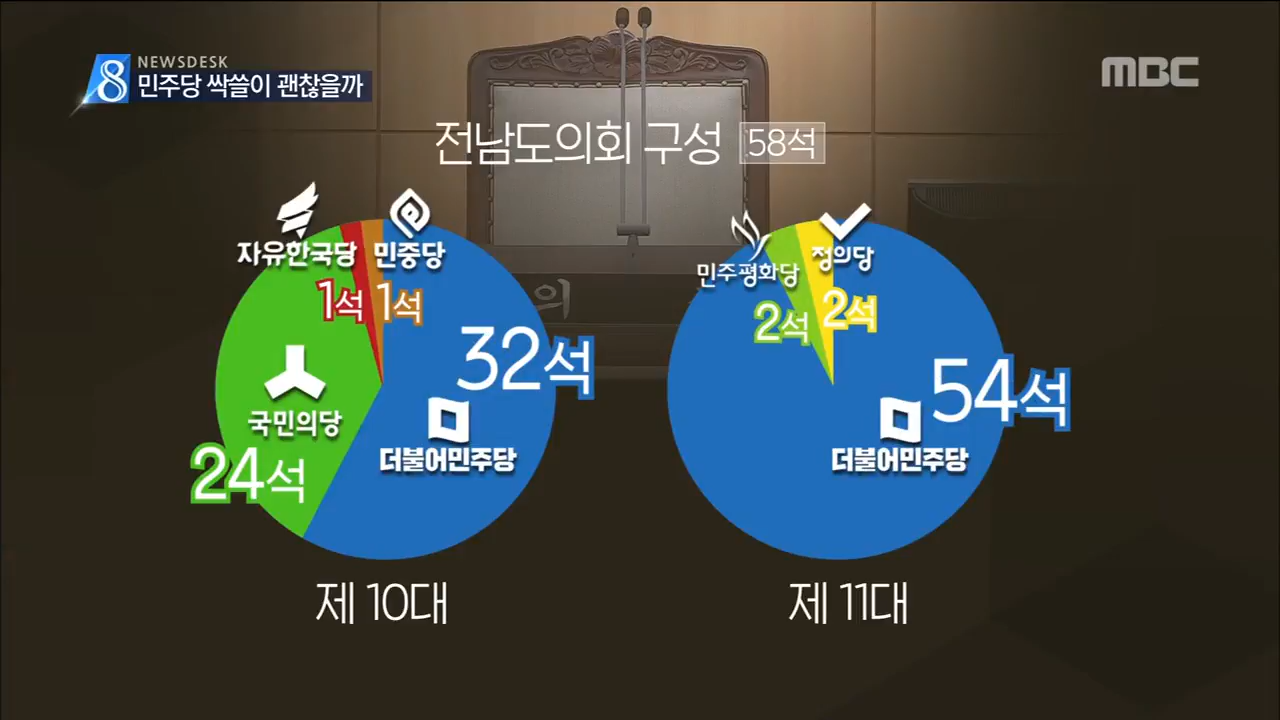 NEWSDESK
8 민주당 싹쓸이 괜찮을까
MBC
전남도의회 구성 58석
자유한국당
1석
민중당
1석
32석
더불어민주당
국민의당
24석
제 10대
민주평화당
2석
정의당
2석
54석
더불어민주당
제 11대
의